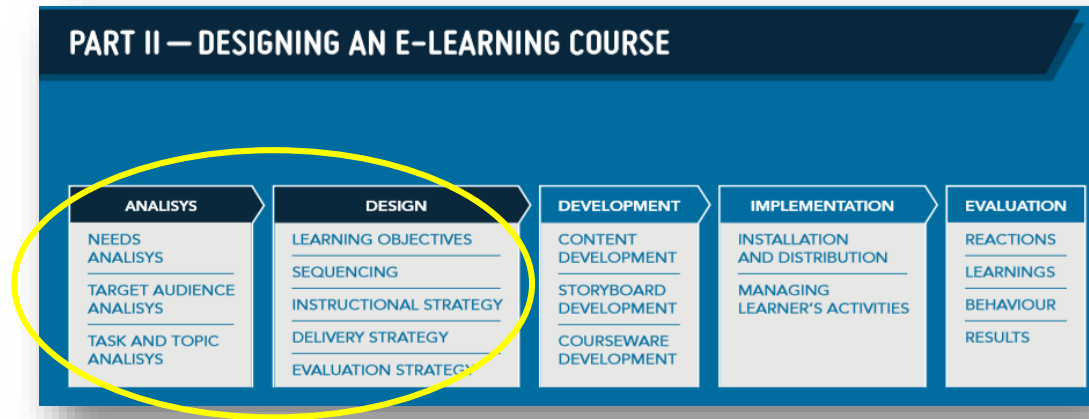 PART II — DESIGNING AN E-LEARNING COURSE
ANALISYS
NEEDS
ANALISYS
TARGET AUDIENCE
ANALISYS
TASK AND TOPIC
ANALISYS
DESIGN
LEARNING OBJECTIVES
SEQUENCING
INSTRUCTIONAL STRATEGY
DELIVERY STRATEGY
EVALUATION STRATEGY
DEVELOPMENT
CONTENT
DEVELOPMENT
STORYBOARD
DEVELOPMENT
COURSEWARE
DEVELOPMENT
IMPLEMENTATION
INSTALLATION
AND DISTRIBUTION
MANAGING
LEARNER'S ACTIVITIES
EVALUATION
REACTIONS
LEARNINGS
BEHAVIOUR
RESULTS